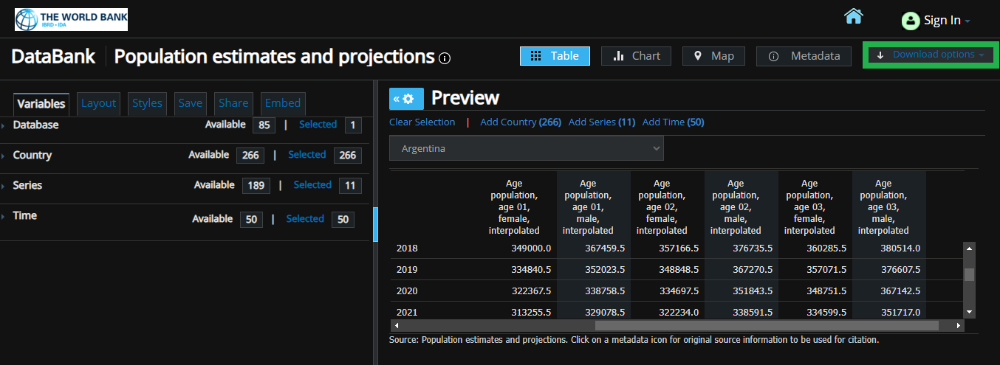 THE WORLD BANK
IBRD • IDA
Sign In
DataBank Population estimates and projections
Table Chart Map Metadata Download options
Variables Layout Styles Save Share Embed
Database Available 85 | Selected 1
Country Available 266 | Selected 266
Series Available 189 | Selected 11
Time Available 50 | Selected 50
« Preview
Clear Selection | Add Country (266) Add Series (11) Add Time (50)
Argentina
Age Age Age Age Age Age
population, population, population, population, population, population,
age 01, age 01, age 02, age 02, age 03, age 03,
female, male, female, male, female, male,
interpolated interpolated interpolated interpolated interpolated interpolated
2018 349000.0 367459.5 357166.5 376735.5 360285.5 380514.0
2019 334840.5 352023.5 348848.5 367270.5 357071.5 376607.5
2020 322367.5 338758.5 334697.5 351843.5 348751.5 367142.5
2021 313255.5 329078.5 322234.0 338591.5 334599.5 351717.0
Source: Population estimates and projections. Click on a metadata icon for original source information to be used for citation.